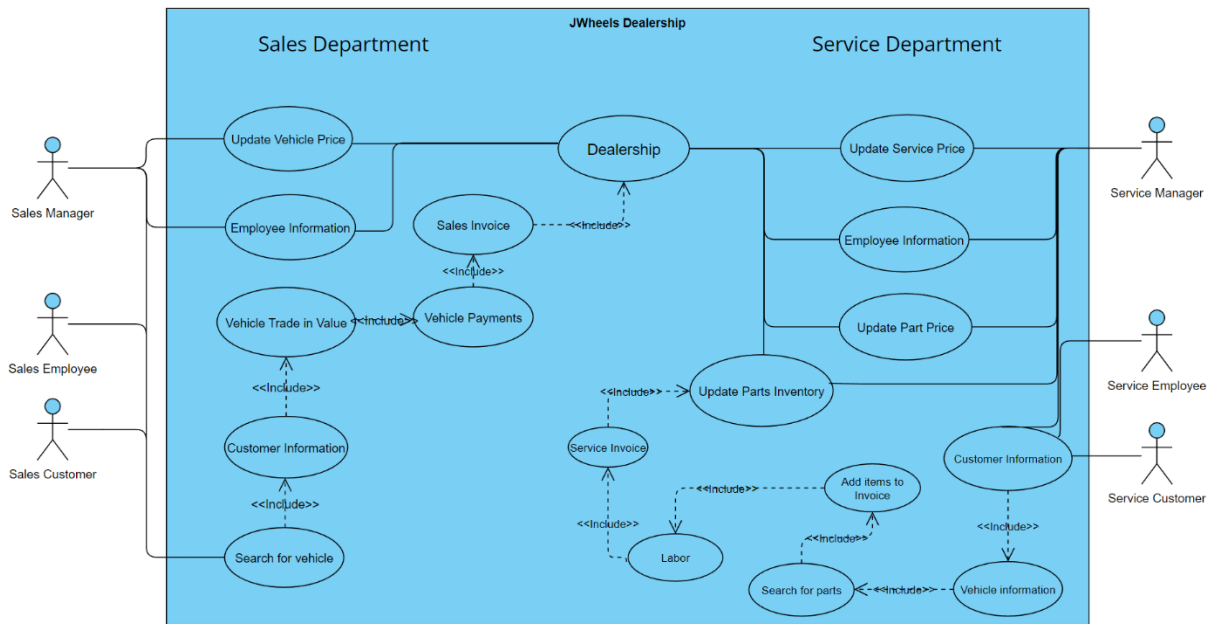 JWheels Dealership
Sales Department
Service Department
Update Vehicle Price
Dealership
Update Service Price
Sales Manager
Service Manager
Employee Information
Sales Invoice
<<Include>>
Employee Information
<<Include>>
Vehicle Trade in Value
<<Include>>
Vehicle Payments
Update Part Price
Sales Employee
Service Employee
<<Include>>
<<Include>>
Update Parts Inventory
Customer Information
Service Invoice
Customer Information
Sales Customer
Service Customer
<<Include>>
Add items to
Invoice
<<Include>>
<<Include>>
<<Include>>
<<Include>>
Search for vehicle
Labor
Search for parts
<<Include>>
Vehicle information